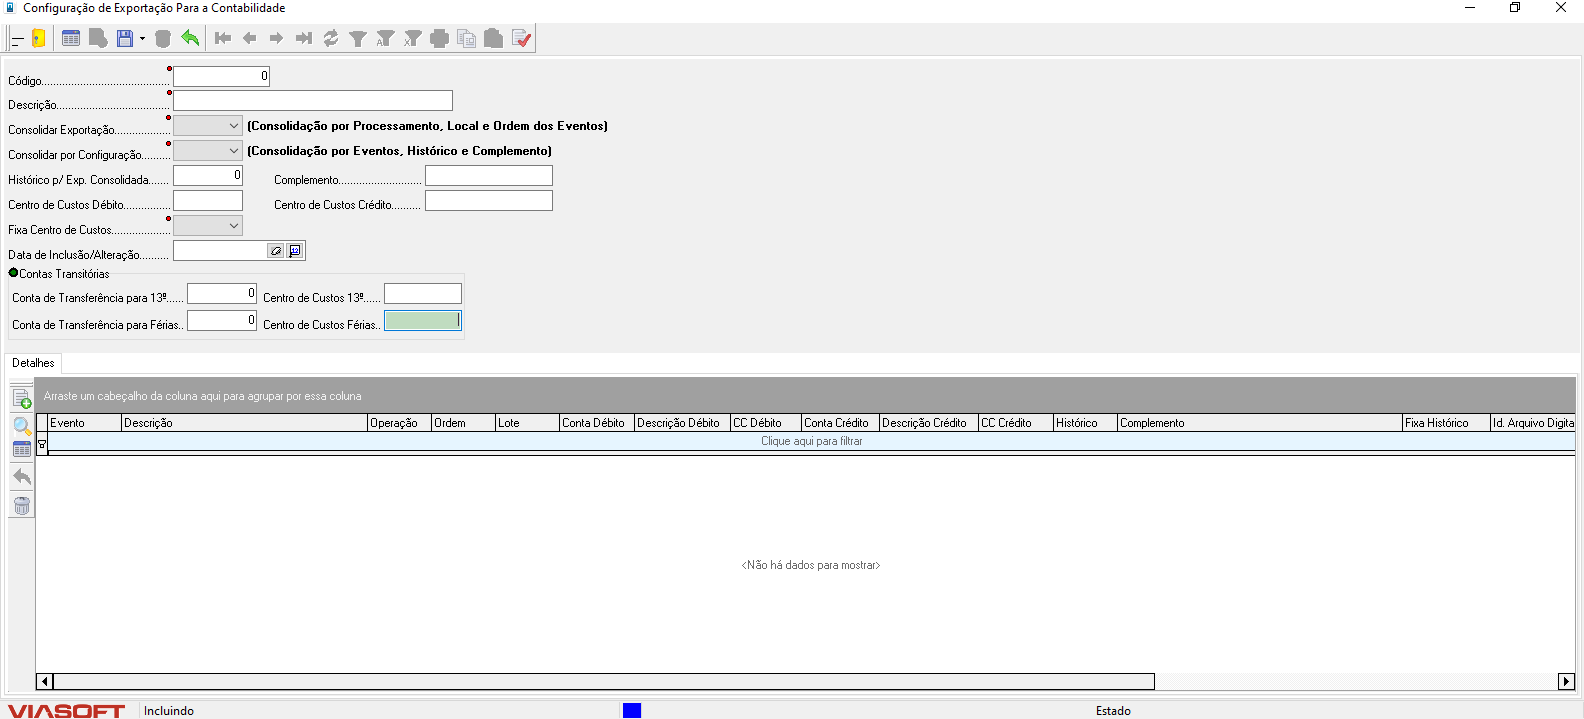 Configuração de Exportação Para a Contabilidade
Código........................................... 0
Descrição......................................
Consolidar Exportação................... (Consolidação por Processamento, Local e Ordem dos Eventos)
Consolidar por Configuração.......... (Consolidação por Eventos, Histórico e Complemento)
Histórico p/ Exp. Consolidada....... 0 Complemento............................
Centro de Custos Débito................ Centro de Custos Crédito..........
Fixa Centro de Custos....................
Data de Inclusão/Alteração.......... 12
Contas Transitórias
Conta de Transferência para 13º...... 0 Centro de Custos 13º......
Conta de Transferência para Férias.. 0 Centro de Custos Férias..
Detalhes
Arraste um cabeçalho da coluna aqui para agrupar por essa coluna
Evento Descrição Operação Ordem Lote Conta Débito Descrição Débito CC Débito Conta Crédito Descrição Crédito CC Crédito Histórico Complemento Fixa Histórico Id. Arquivo Digita
Clique aqui para filtrar
<Não há dados para mostrar>
VIASOFT Incluindo Estado